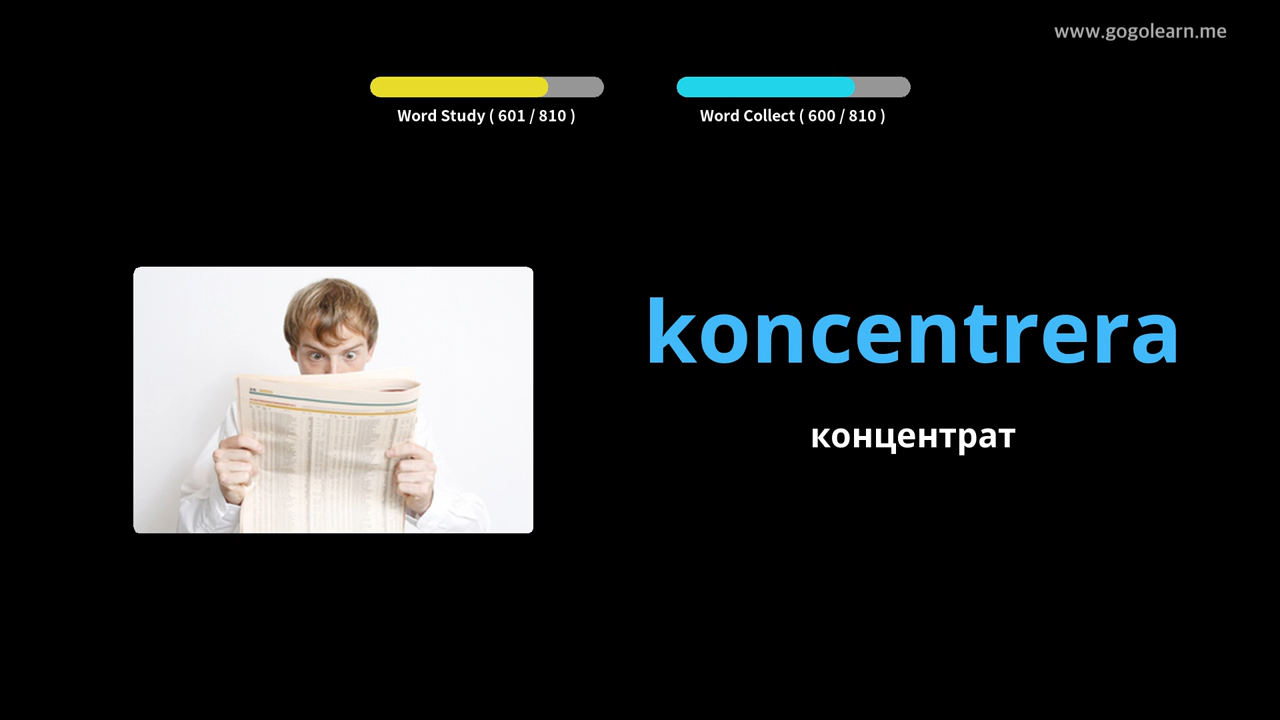 www.gogolearn.me
Word Study ( 601 / 810 )
Word Collect ( 600 / 810 )
koncentrera
концентрат